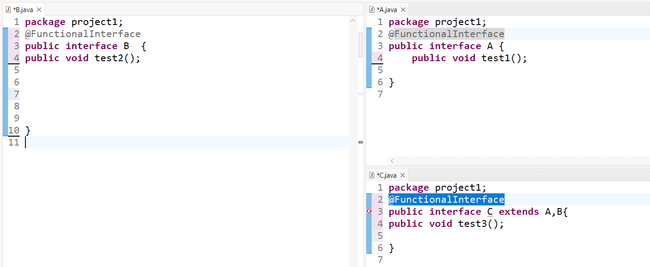 *B.java
1 package project1;
2 @FunctionalInterface
3 public interface B  {
4 public void test2();
5
6
7
8
9
10 }
11
*A.java
1 package project1;
2 @FunctionalInterface
3 public interface A {
4     public void test1();
5
6 }
7
*C.java
1 package project1;
2 @FunctionalInterface
3 public interface C extends A,B{
4 public void test3();
5
6 }
7